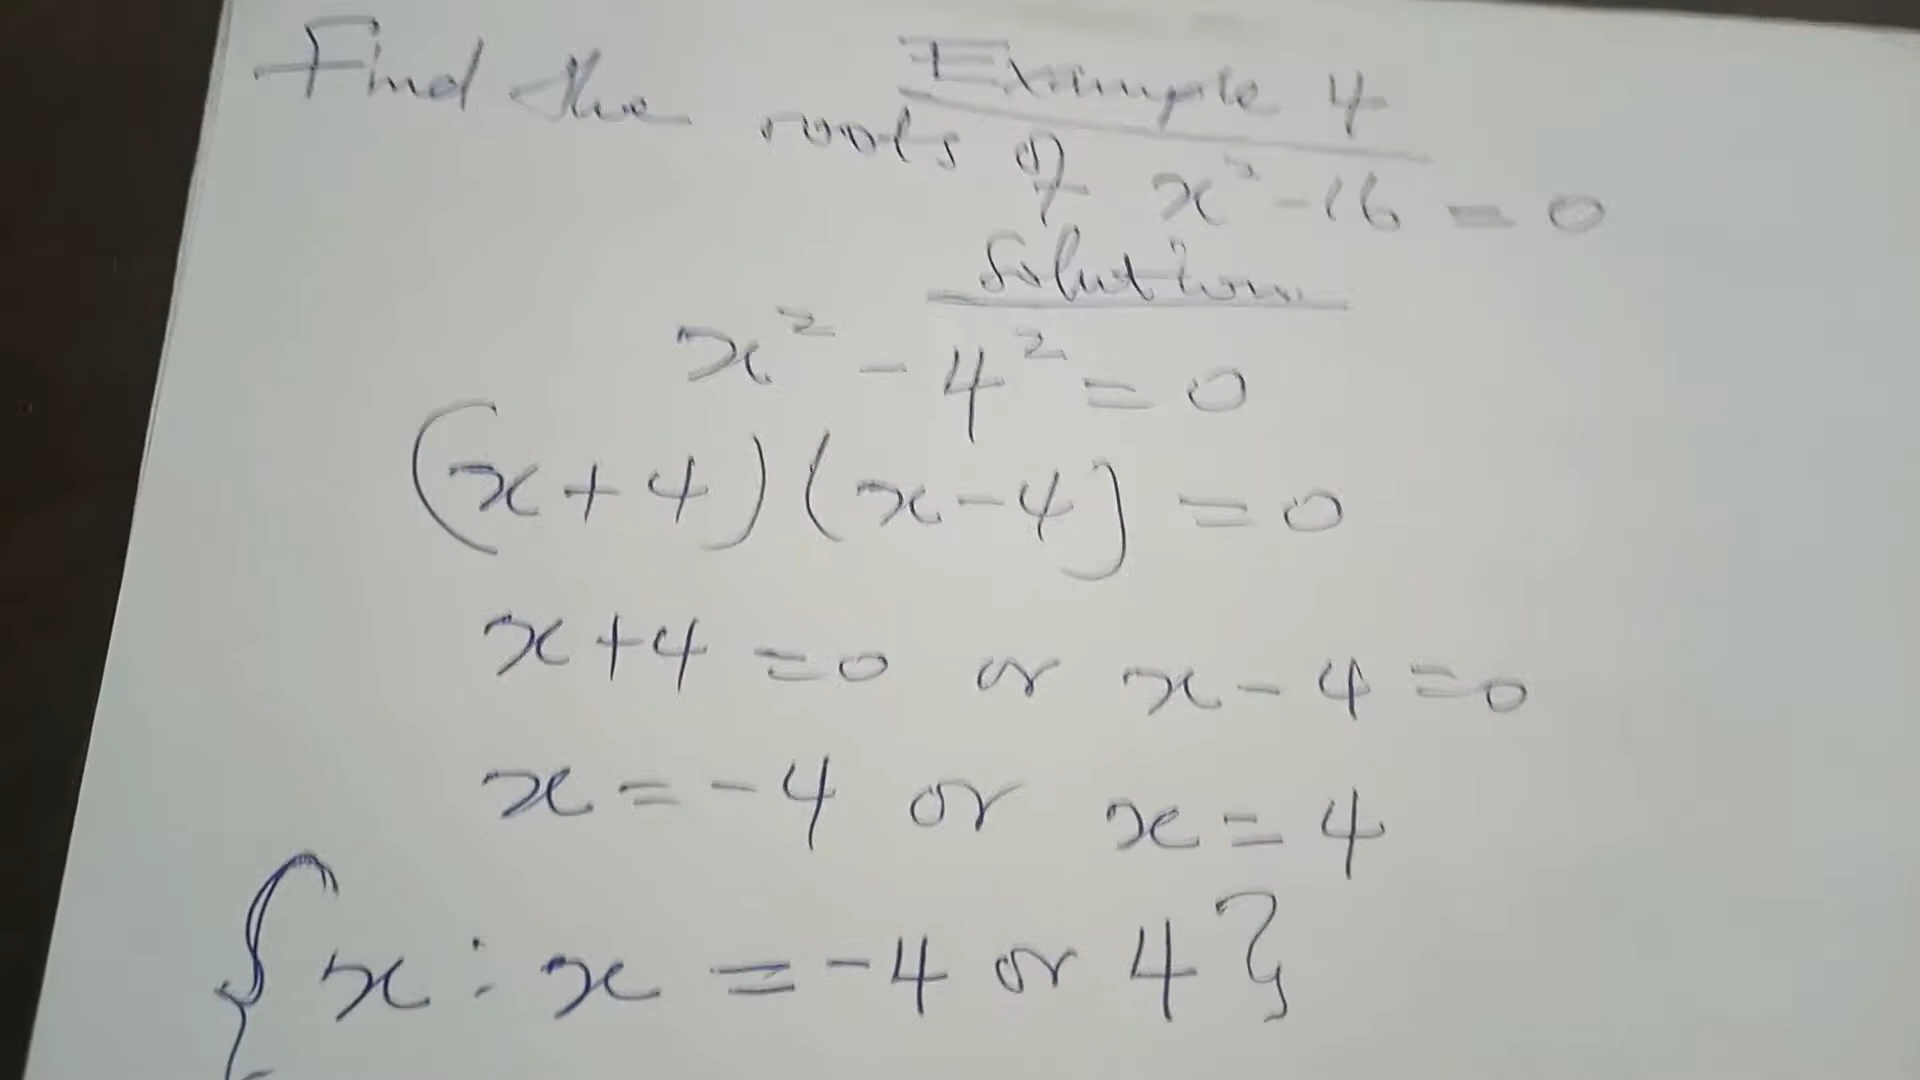 Example 4
Find the roots of x² - 16 = 0
Solution
x² - 4² = 0
(x + 4) (x - 4) = 0
x + 4 = 0 or x - 4 = 0
x = -4 or x = 4
{x : x = -4 or 4}